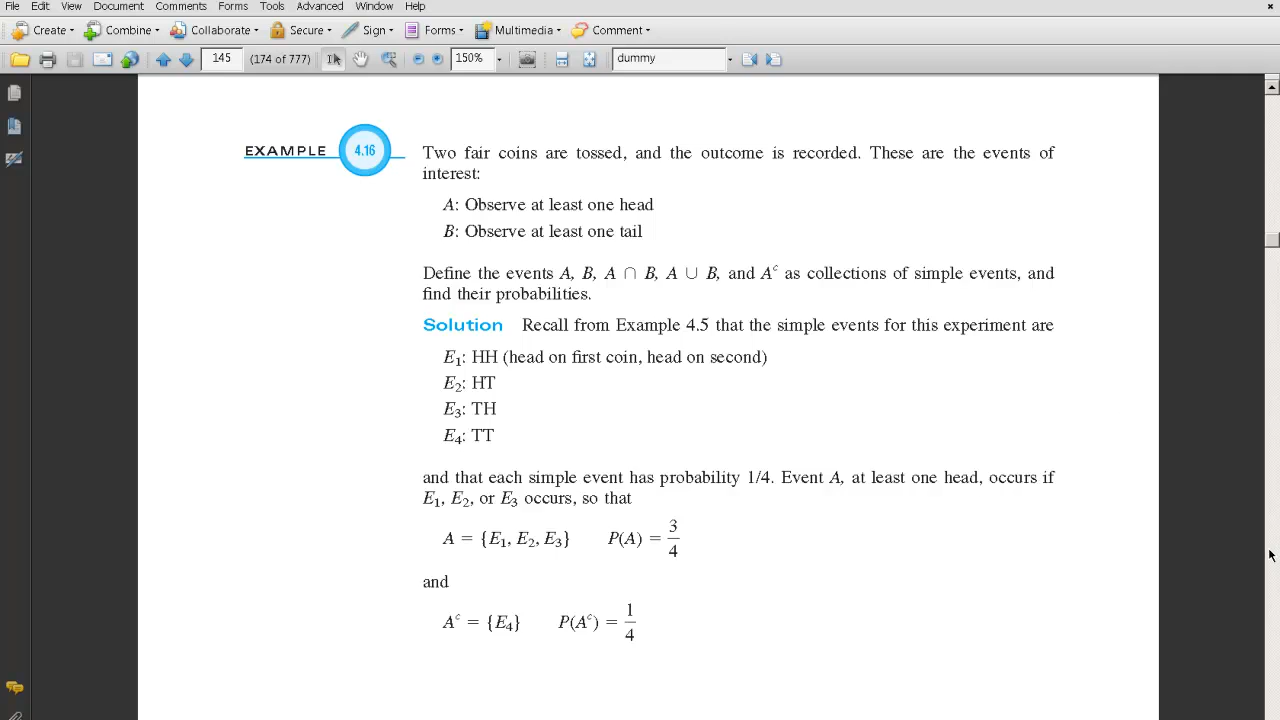 File Edit View Document Comments Forms Tools Advanced Window Help
Create Combine Collaborate Secure Sign Forms Multimedia Comment
145 (174 of 777) 150% dummy
EXAMPLE 4.16 Two fair coins are tossed, and the outcome is recorded. These are the events of
interest:
A: Observe at least one head
B: Observe at least one tail
Define the events A, B, A ∩ B, A ∪ B, and Aᶜ as collections of simple events, and
find their probabilities.
Solution Recall from Example 4.5 that the simple events for this experiment are
E₁: HH (head on first coin, head on second)
E₂: HT
E₃: TH
E₄: TT
and that each simple event has probability 1/4. Event A, at least one head, occurs if
E₁, E₂, or E₃ occurs, so that
A = {E₁, E₂, E₃} P(A) = 3/4
and
Aᶜ = {E₄} P(Aᶜ) = 1/4